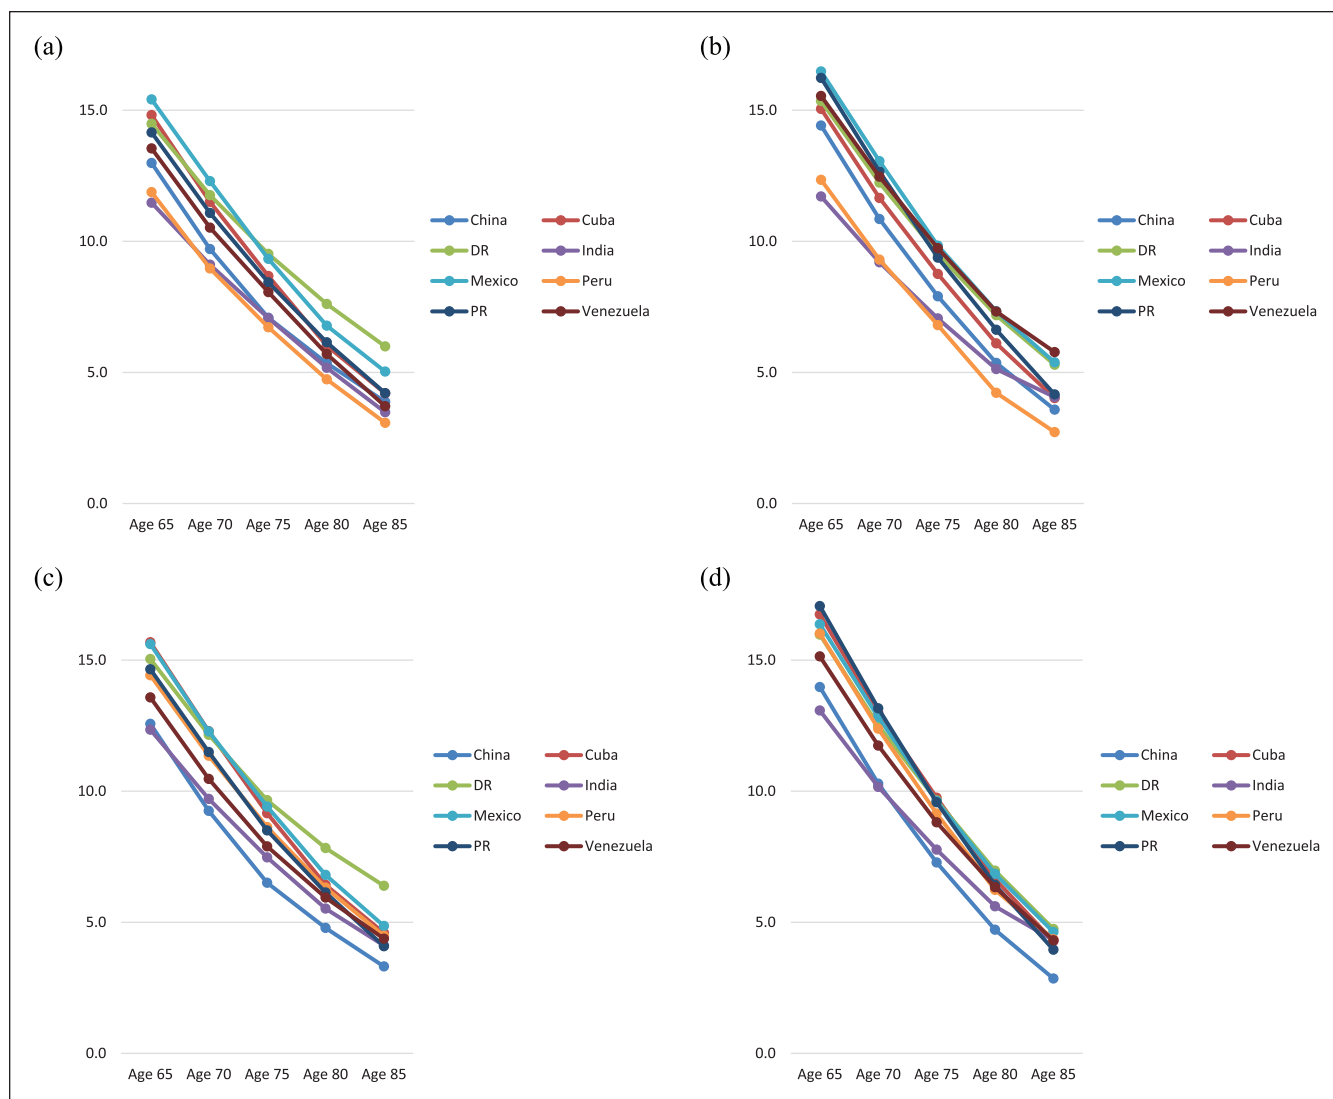 (a)
15.0
10.0
5.0
0.0
Age 65 Age 70 Age 75 Age 80 Age 85
China Cuba
DR India
Mexico Peru
PR Venezuela
(b)
15.0
10.0
5.0
0.0
Age 65 Age 70 Age 75 Age 80 Age 85
China Cuba
DR India
Mexico Peru
PR Venezuela
(c)
15.0
10.0
5.0
0.0
Age 65 Age 70 Age 75 Age 80 Age 85
China Cuba
DR India
Mexico Peru
PR Venezuela
(d)
15.0
10.0
5.0
0.0
Age 65 Age 70 Age 75 Age 80 Age 85
China Cuba
DR India
Mexico Peru
PR Venezuela